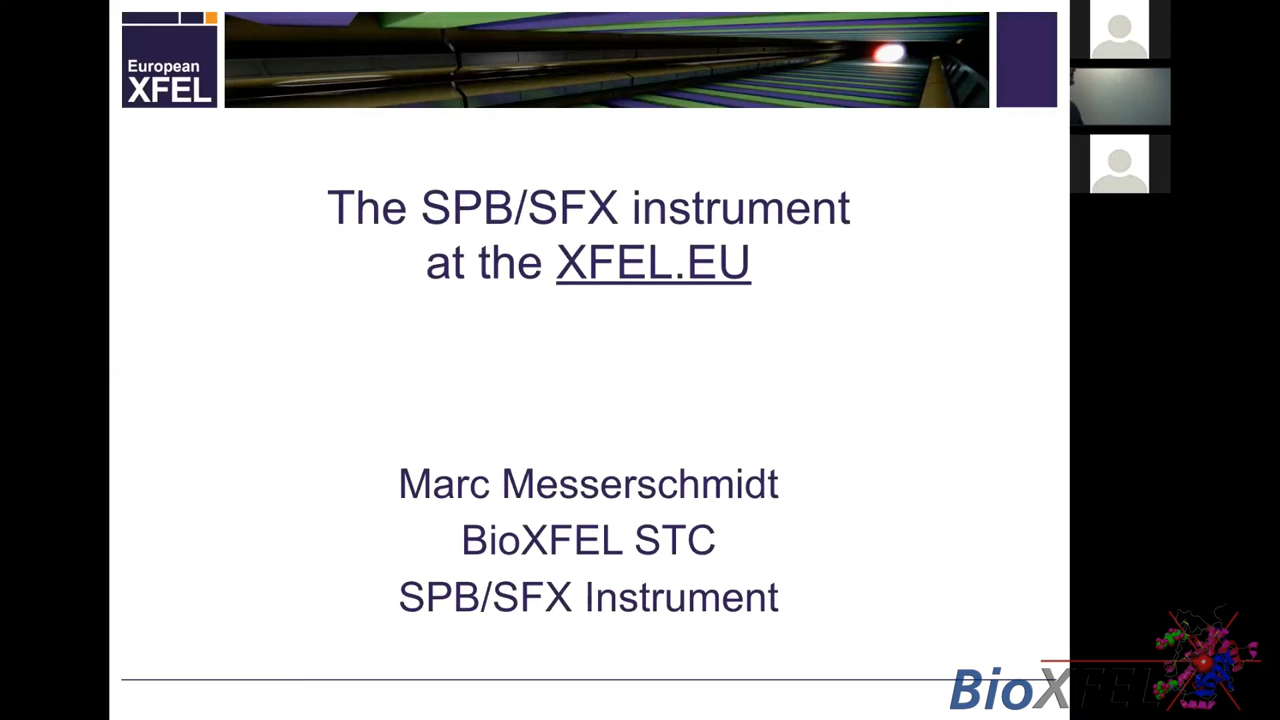 European
XFEL
The SPB/SFX instrument
at the XFEL.EU
Marc Messerschmidt
BioXFEL STC
SPB/SFX Instrument
BioXFEL